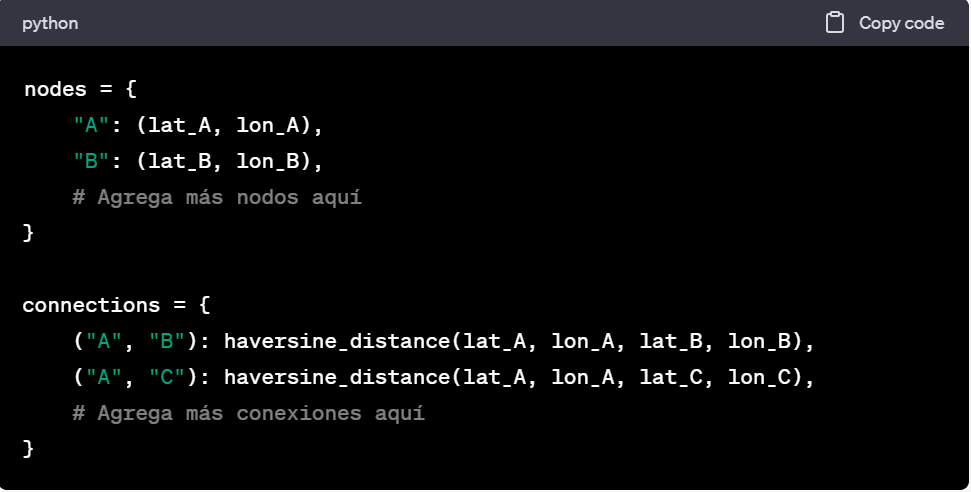 python
Copy code
nodes = {
    "A": (lat_A, lon_A),
    "B": (lat_B, lon_B),
    # Agrega más nodos aquí
}
connections = {
    ("A", "B"): haversine_distance(lat_A, lon_A, lat_B, lon_B),
    ("A", "C"): haversine_distance(lat_A, lon_A, lat_C, lon_C),
    # Agrega más conexiones aquí
}